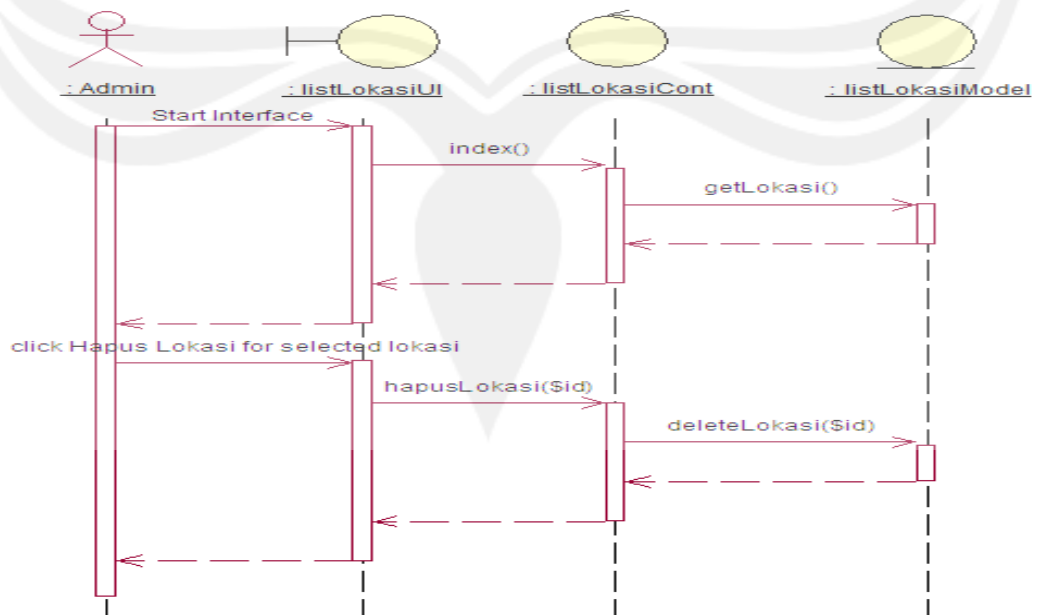 : Admin
: listLokasiUI
: listLokasiCont
: listLokasiModel
Start Interface
index()
getLokasi()
click Hapus Lokasi for selected lokasi
hapusLokasi($id)
deleteLokasi($id)